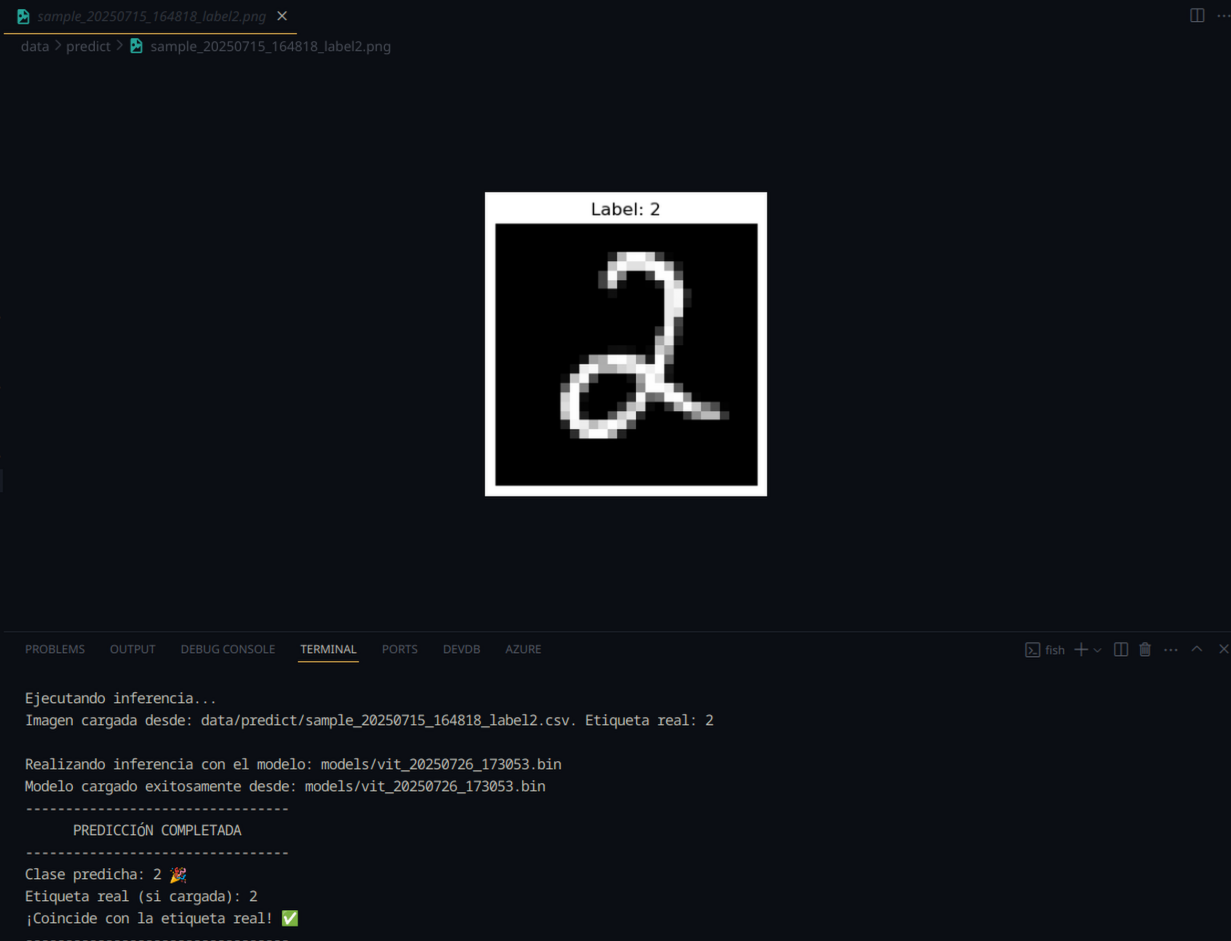 sample_20250715_164818_label2.png
data > predict > sample_20250715_164818_label2.png
Label: 2
2
PROBLEMS OUTPUT DEBUG CONSOLE TERMINAL PORTS DEVDB AZURE fish
Ejecutando inferencia...
Imagen cargada desde: data/predict/sample_20250715_164818_label2.csv. Etiqueta real: 2
Realizando inferencia con el modelo: models/vit_20250726_173053.bin
Modelo cargado exitosamente desde: models/vit_20250726_173053.bin
---------------------------------
PREDICCIÓN COMPLETADA
---------------------------------
Clase predicha: 2 🎉
Etiqueta real (si cargada): 2
¡Coincide con la etiqueta real! ✅
---------------------------------